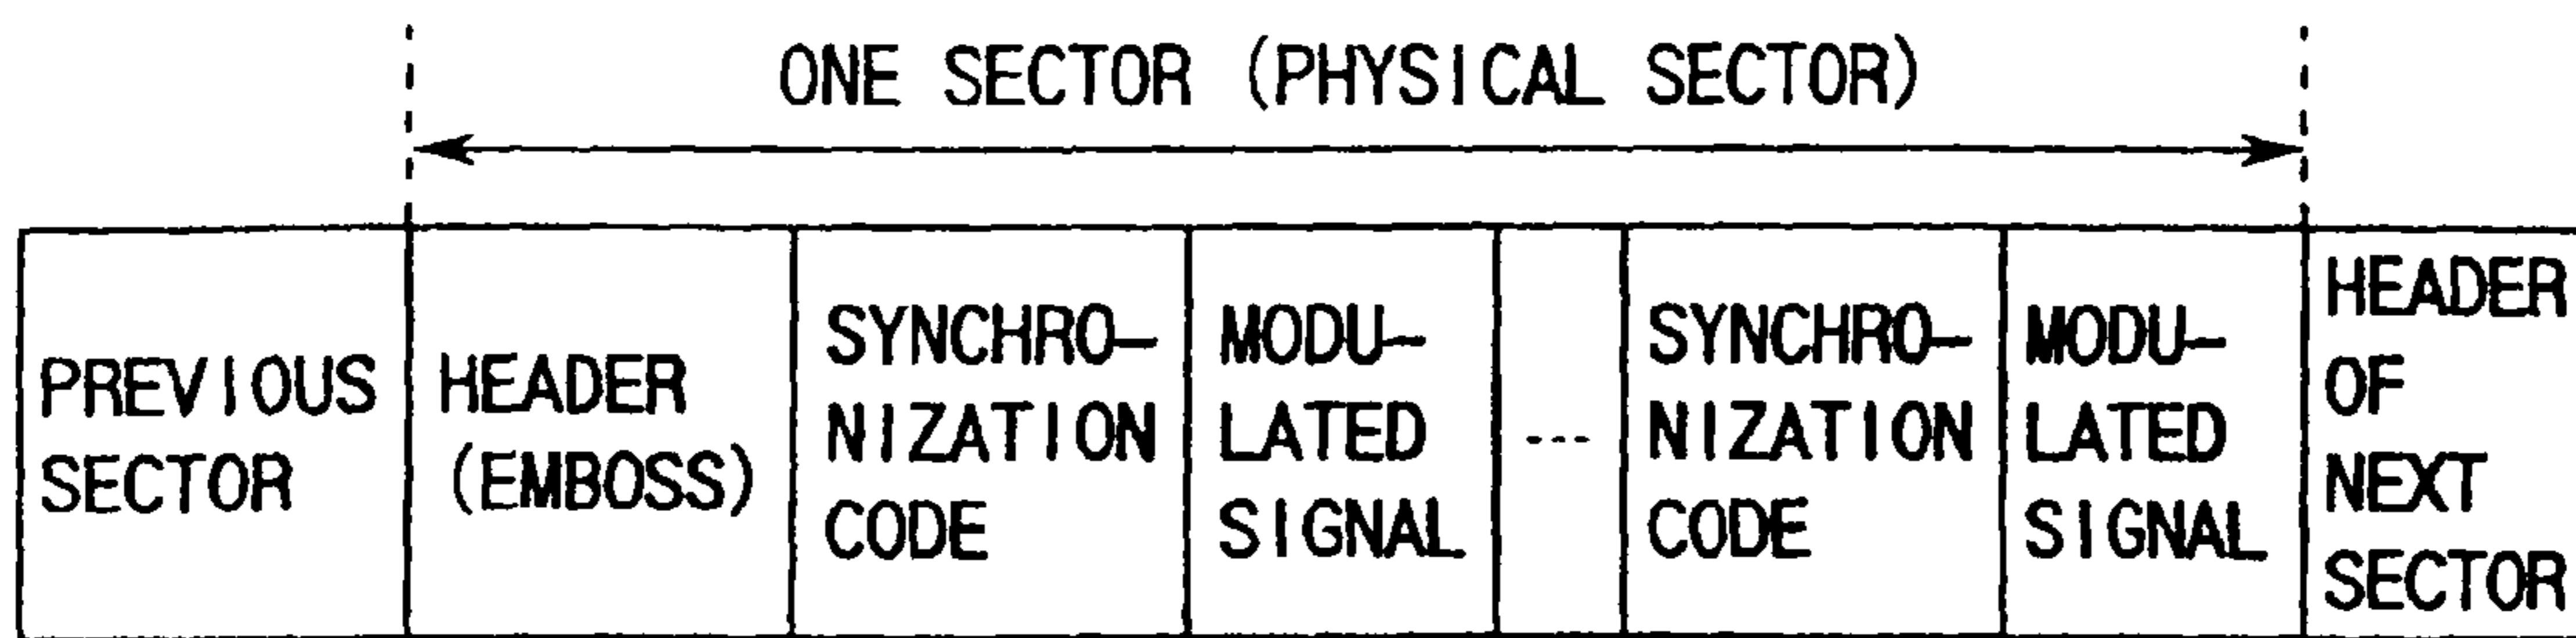 ONE SECTOR (PHYSICAL SECTOR)
PREVIOUS
SECTOR
HEADER
(EMBOSS)
SYNCHRO-
NIZATION
CODE
MODU-
LATED
SIGNAL
---
SYNCHRO-
NIZATION
CODE
MODU-
LATED
SIGNAL
HEADER
OF
NEXT
SECTOR